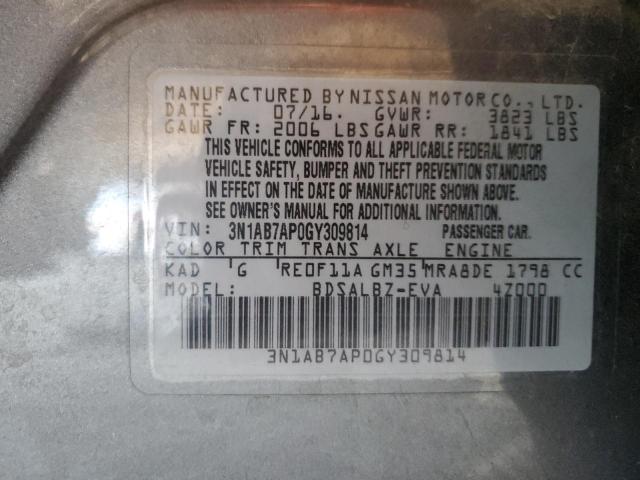 MANUFACTURED BY NISSAN MOTOR CO., LTD.
DATE: 07/16. GVWR: 3823 LBS
GAWR FR: 2006 LBS GAWR RR: 1841 LBS
THIS VEHICLE CONFORMS TO ALL APPLICABLE FEDERAL MOTOR
VEHICLE SAFETY, BUMPER AND THEFT PREVENTION STANDARDS
IN EFFECT ON THE DATE OF MANUFACTURE SHOWN ABOVE.
SEE OWNER'S MANUAL FOR ADDITIONAL INFORMATION.
VIN: 3N1AB7AP0GY309814 PASSENGER CAR.
COLOR TRIM TRANS AXLE ENGINE
KAD G RE0F11A GM35 MRA8DE 1798 CC
MODEL: BDSALBZ-EVA 4Z000
3N1AB7AP0GY309814